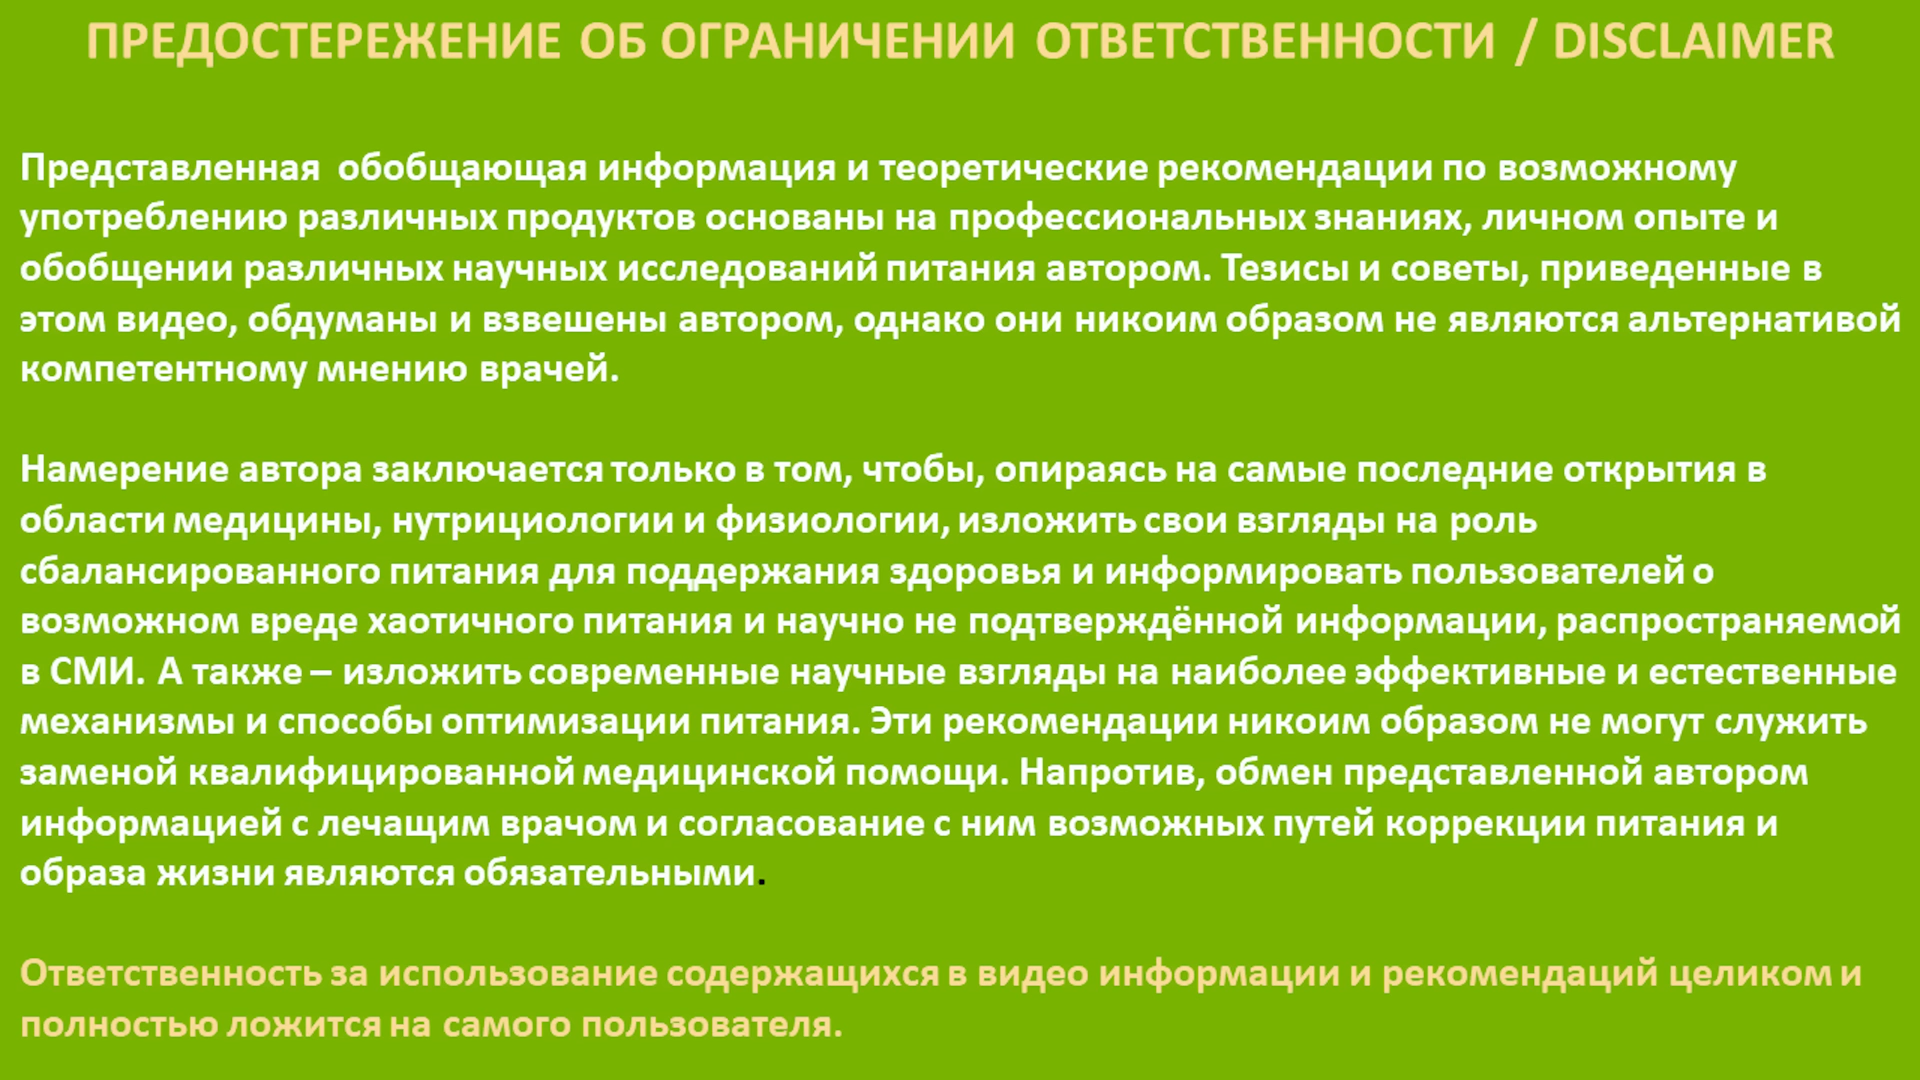 ПРЕДОСТЕРЕЖЕНИЕ ОБ ОГРАНИЧЕНИИ ОТВЕТСТВЕННОСТИ / DISCLAIMER
Представленная обобщающая информация и теоретические рекомендации по возможному
употреблению различных продуктов основаны на профессиональных знаниях, личном опыте и
обобщении различных научных исследований питания автором. Тезисы и советы, приведенные в
этом видео, обдуманы и взвешены автором, однако они никоим образом не являются альтернативой
компетентному мнению врачей.
Намерение автора заключается только в том, чтобы, опираясь на самые последние открытия в
области медицины, нутрициологии и физиологии, изложить свои взгляды на роль
сбалансированного питания для поддержания здоровья и информировать пользователей о
возможном вреде хаотичного питания и научно не подтверждённой информации, распространяемой
в СМИ. А также – изложить современные научные взгляды на наиболее эффективные и естественные
механизмы и способы оптимизации питания. Эти рекомендации никоим образом не могут служить
заменой квалифицированной медицинской помощи. Напротив, обмен представленной автором
информацией с лечащим врачом и согласование с ним возможных путей коррекции питания и
образа жизни являются обязательными.
Ответственность за использование содержащихся в видео информации и рекомендаций целиком и
полностью ложится на самого пользователя.